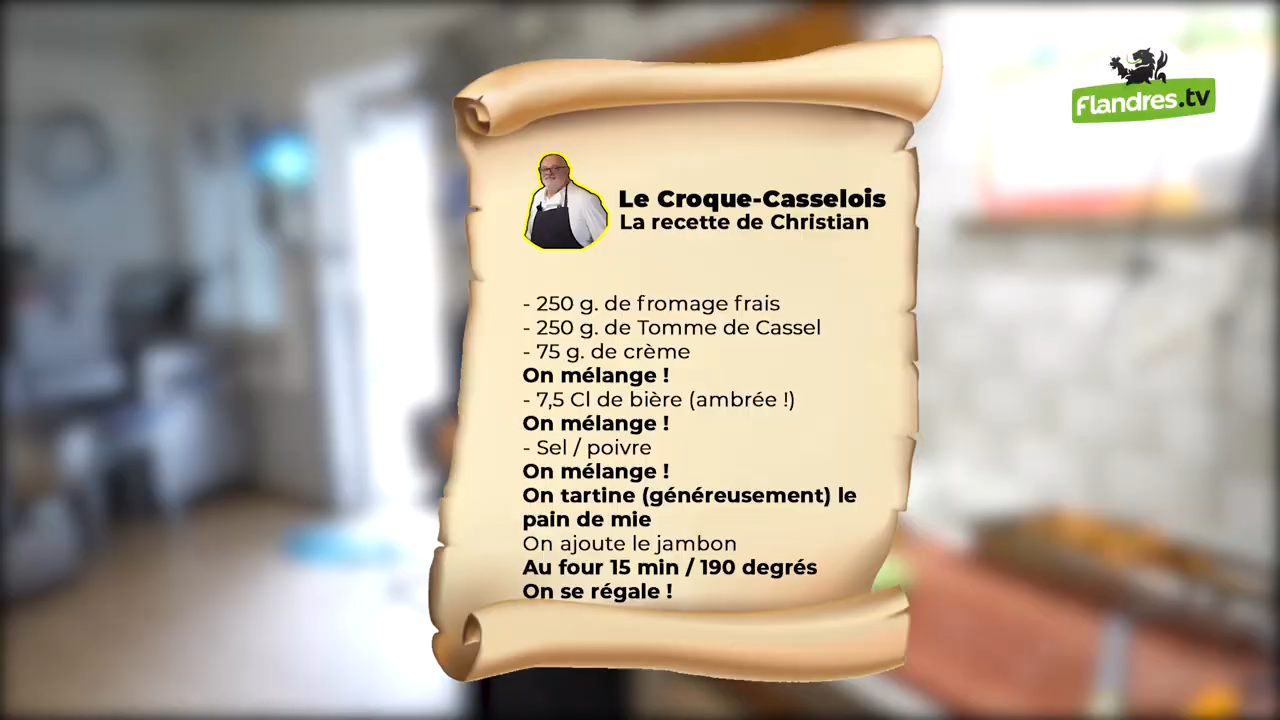 Flandres.tv
Le Croque-Casselois
La recette de Christian
- 250 g. de fromage frais
- 250 g. de Tomme de Cassel
- 75 g. de crème
On mélange !
- 7,5 Cl de bière (ambrée !)
On mélange !
- Sel / poivre
On mélange !
On tartine (généreusement) le
pain de mie
On ajoute le jambon
Au four 15 min / 190 degrés
On se régale !